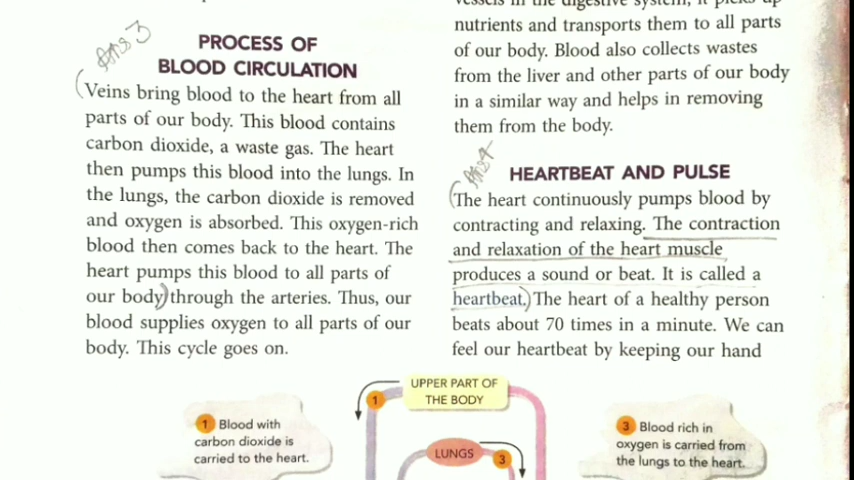 Ans 3
PROCESS OF
BLOOD CIRCULATION
(Veins bring blood to the heart from all
parts of our body. This blood contains
carbon dioxide, a waste gas. The heart
then pumps this blood into the lungs. In
the lungs, the carbon dioxide is removed
and oxygen is absorbed. This oxygen-rich
blood then comes back to the heart. The
heart pumps this blood to all parts of
our body) through the arteries. Thus, our
blood supplies oxygen to all parts of our
body. This cycle goes on.
vessels in the digestive system, it picks up
nutrients and transports them to all parts
of our body. Blood also collects wastes
from the liver and other parts of our body
in a similar way and helps in removing
them from the body.
Ans 4
HEARTBEAT AND PULSE
(The heart continuously pumps blood by
contracting and relaxing. The contraction
and relaxation of the heart muscle
produces a sound or beat. It is called a
heartbeat.) The heart of a healthy person
beats about 70 times in a minute. We can
feel our heartbeat by keeping our hand
1 Blood with
carbon dioxide is
carried to the heart.
1
UPPER PART OF
THE BODY
LUNGS
3
3 Blood rich in
oxygen is carried from
the lungs to the heart.